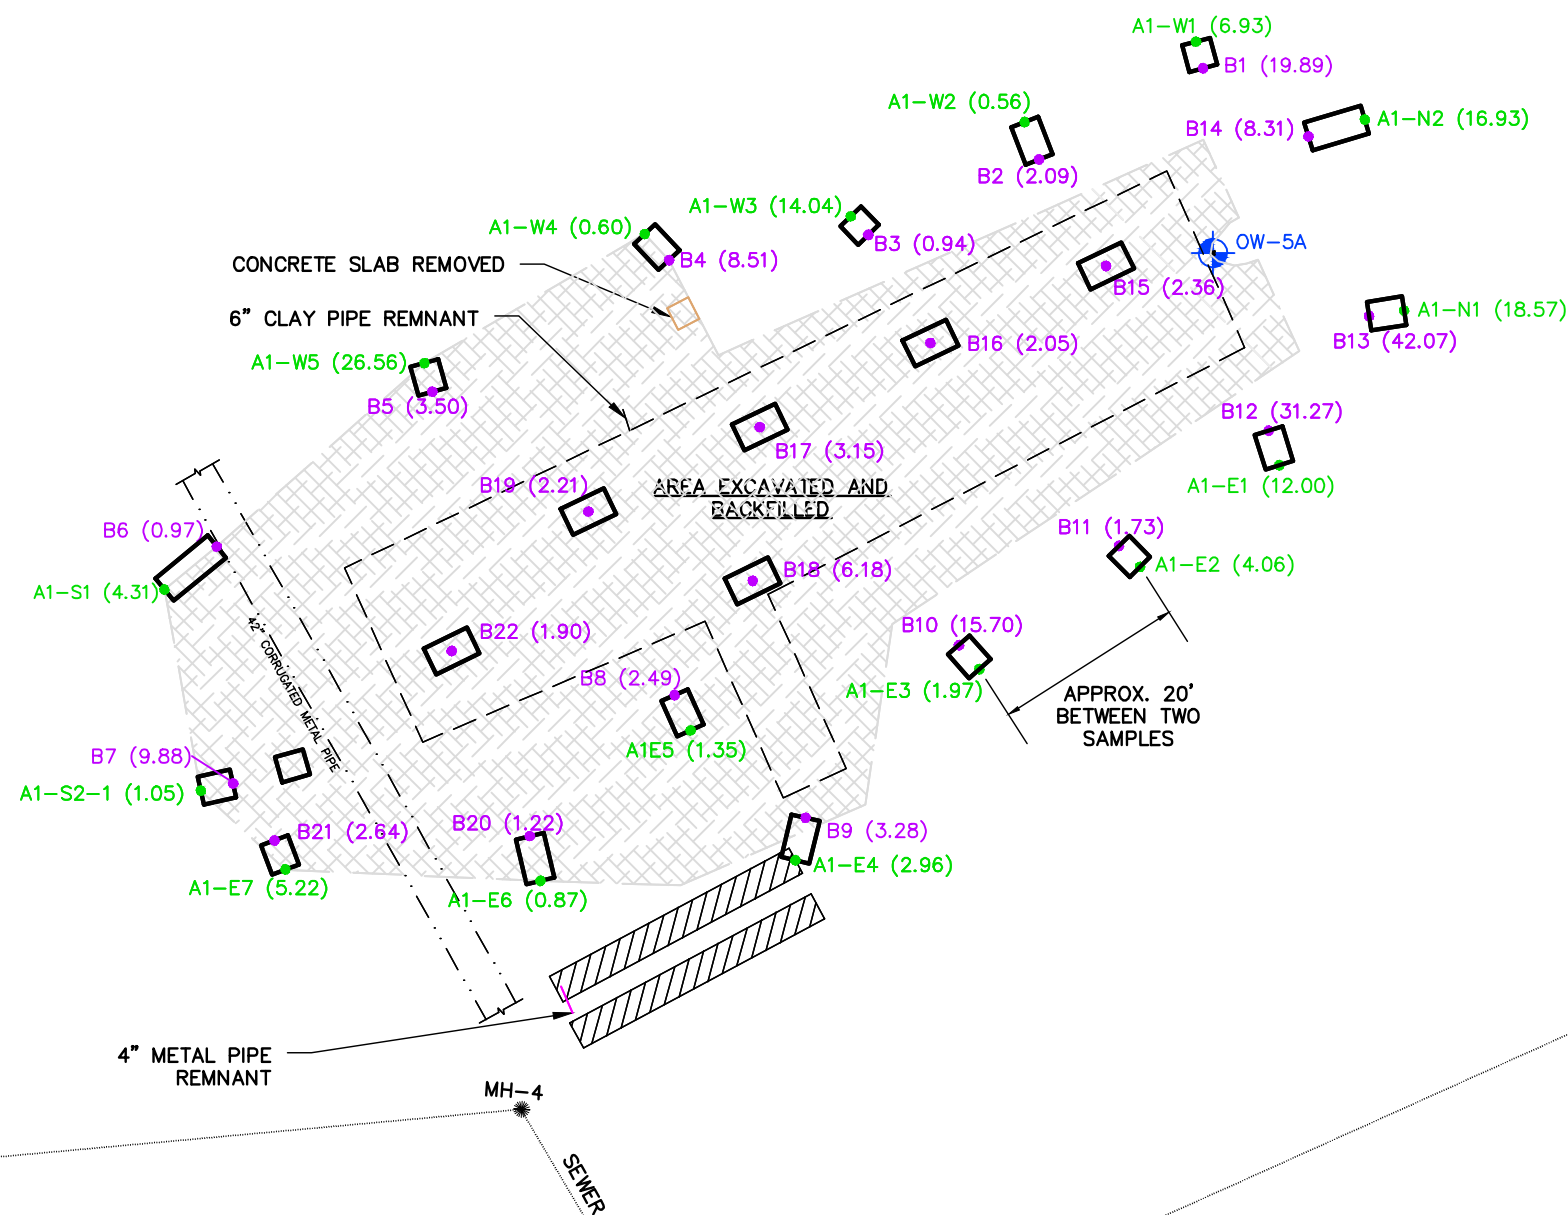 A1-W1 (6.93)
B1 (19.89)
A1-W2 (0.56)
B14 (8.31)
A1-N2 (16.93)
B2 (2.09)
A1-W3 (14.04)
A1-W4 (0.60)
B3 (0.94)
OW-5A
CONCRETE SLAB REMOVED
B4 (8.51)
B15 (2.36)
6" CLAY PIPE REMNANT
A1-N1 (18.57)
B16 (2.05)
B13 (42.07)
A1-W5 (26.56)
B5 (3.50)
B12 (31.27)
B17 (3.15)
B19 (2.21)
AREA EXCAVATED AND
BACKFILLED
A1-E1 (12.00)
B6 (0.97)
B11 (1.73)
A1-E2 (4.06)
B18 (6.18)
A1-S1 (4.31)
42" CORRUGATED METAL PIPE
B22 (1.90)
B10 (15.70)
B8 (2.49)
A1-E3 (1.97)
APPROX. 20'
BETWEEN TWO
SAMPLES
A1E5 (1.35)
B7 (9.88)
A1-S2-1 (1.05)
B21 (2.64)
B20 (1.22)
B9 (3.28)
A1-E4 (2.96)
A1-E7 (5.22)
A1-E6 (0.87)
4" METAL PIPE
REMNANT
MH-4
SEWER